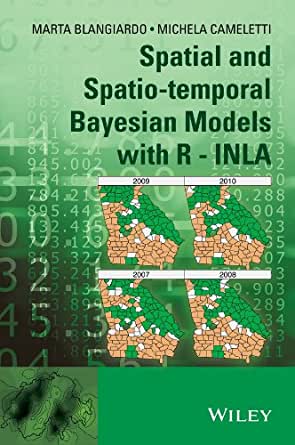 MARTA BLANGIARDO • MICHELA CAMELETTI
Spatial and
Spatio-temporal
Bayesian Models
with R - INLA
2009
2010
2007
2008
WILEY